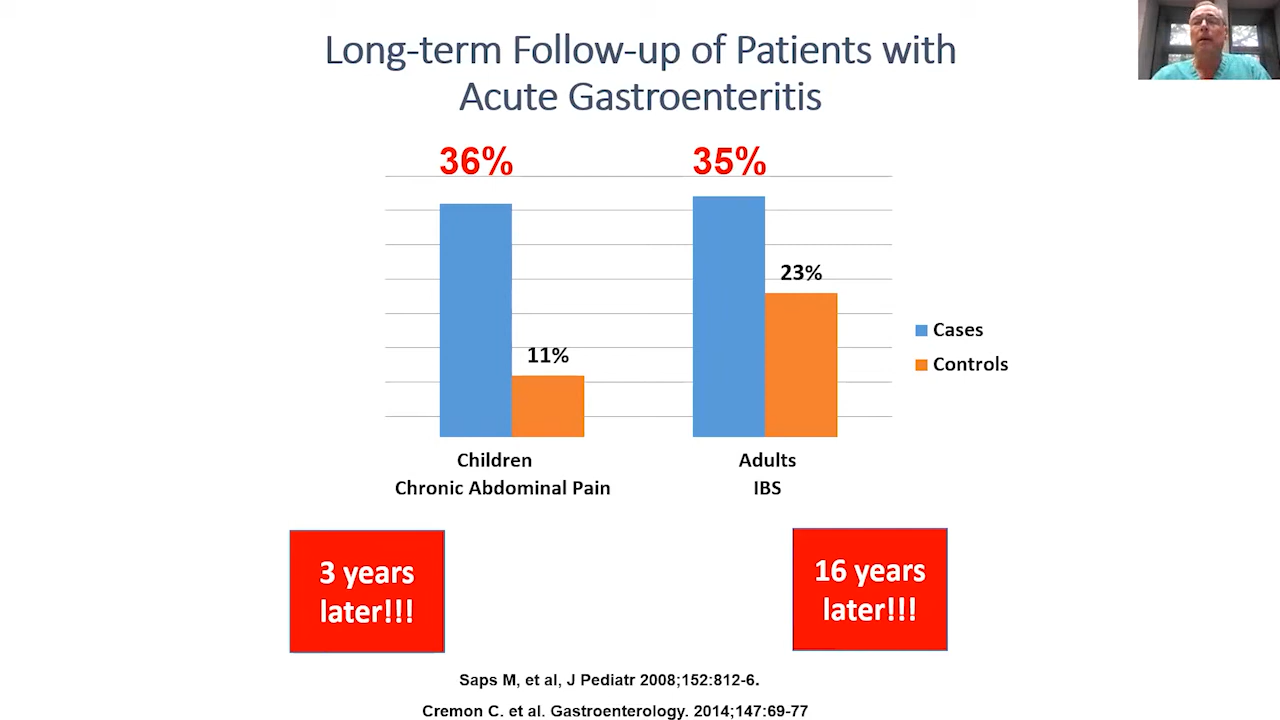 Long-term Follow-up of Patients with
Acute Gastroenteritis
36%
35%
23%
11%
Cases
Controls
Children
Chronic Abdominal Pain
Adults
IBS
3 years
later!!!
16 years
later!!!
Saps M, et al, J Pediatr 2008;152:812-6.
Cremon C. et al. Gastroenterology. 2014;147:69-77